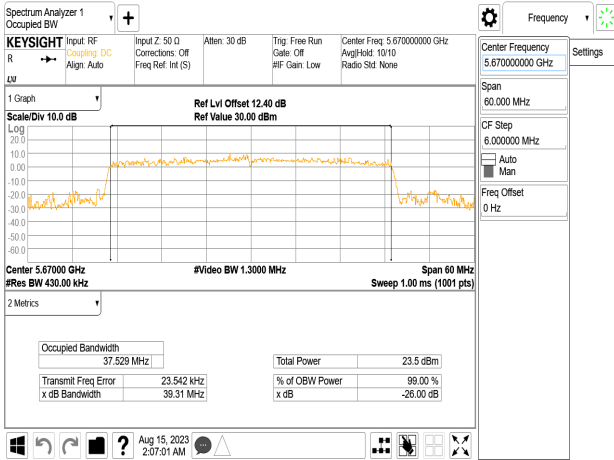 Spectrum Analyzer 1
Occupied BW
Frequency
Settings
KEYSIGHT
R
LXI
Input: RF
Coupling: DC
Align: Auto
Input Z: 50 Ω
Corrections: Off
Freq Ref: Int (S)
Atten: 30 dB
Trig: Free Run
Gate: Off
#IF Gain: Low
Center Freq: 5.670000000 GHz
Avg|Hold: 10/10
Radio Std: None
Center Frequency
5.670000000 GHz
Span
60.000 MHz
CF Step
6.000000 MHz
Auto
Man
Freq Offset
0 Hz
1 Graph
Scale/Div 10.0 dB
Ref Lvl Offset 12.40 dB
Ref Value 30.00 dBm
Log
20.0
10.0
0.00
-10.0
-20.0
-30.0
-40.0
-50.0
-60.0
Center 5.67000 GHz
#Res BW 430.00 kHz
#Video BW 1.3000 MHz
Span 60 MHz
Sweep 1.00 ms (1001 pts)
2 Metrics
Occupied Bandwidth
37.529 MHz
Transmit Freq Error 23.542 kHz
x dB Bandwidth 39.31 MHz
Total Power 23.5 dBm
% of OBW Power 99.00 %
x dB -26.00 dB
Aug 15, 2023
2:07:01 AM